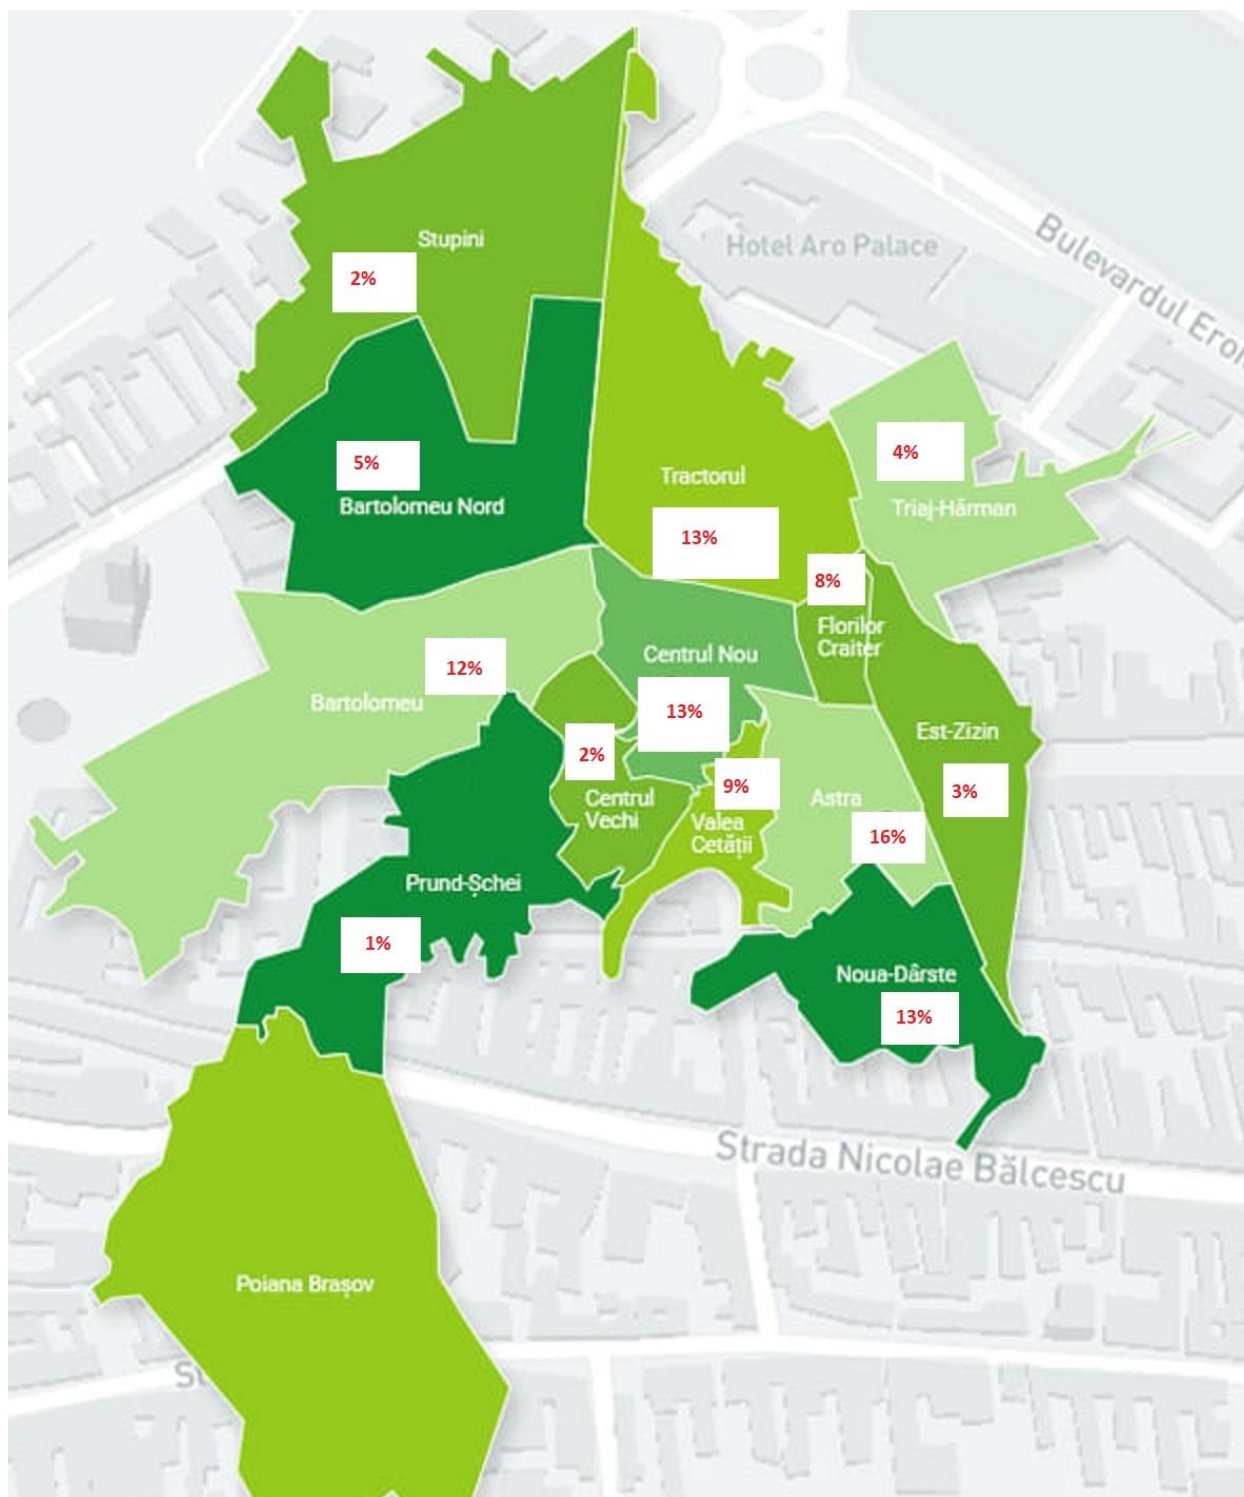 Stupini
2%
Hotel Aro Palace
Bulevardul Eroi
5%
Bartolomeu Nord
Tractorul
13%
4%
Triaj-Hărman
8%
Florilor
Craiter
Centrul Nou
13%
12%
Bartolomeu
2%
Centrul
Vechi
9%
Valea
Cetății
Astra
16%
Est-Zizin
3%
Prund-Șchei
1%
Noua-Dârste
13%
Strada Nicolae Bălcescu
Poiana Brașov